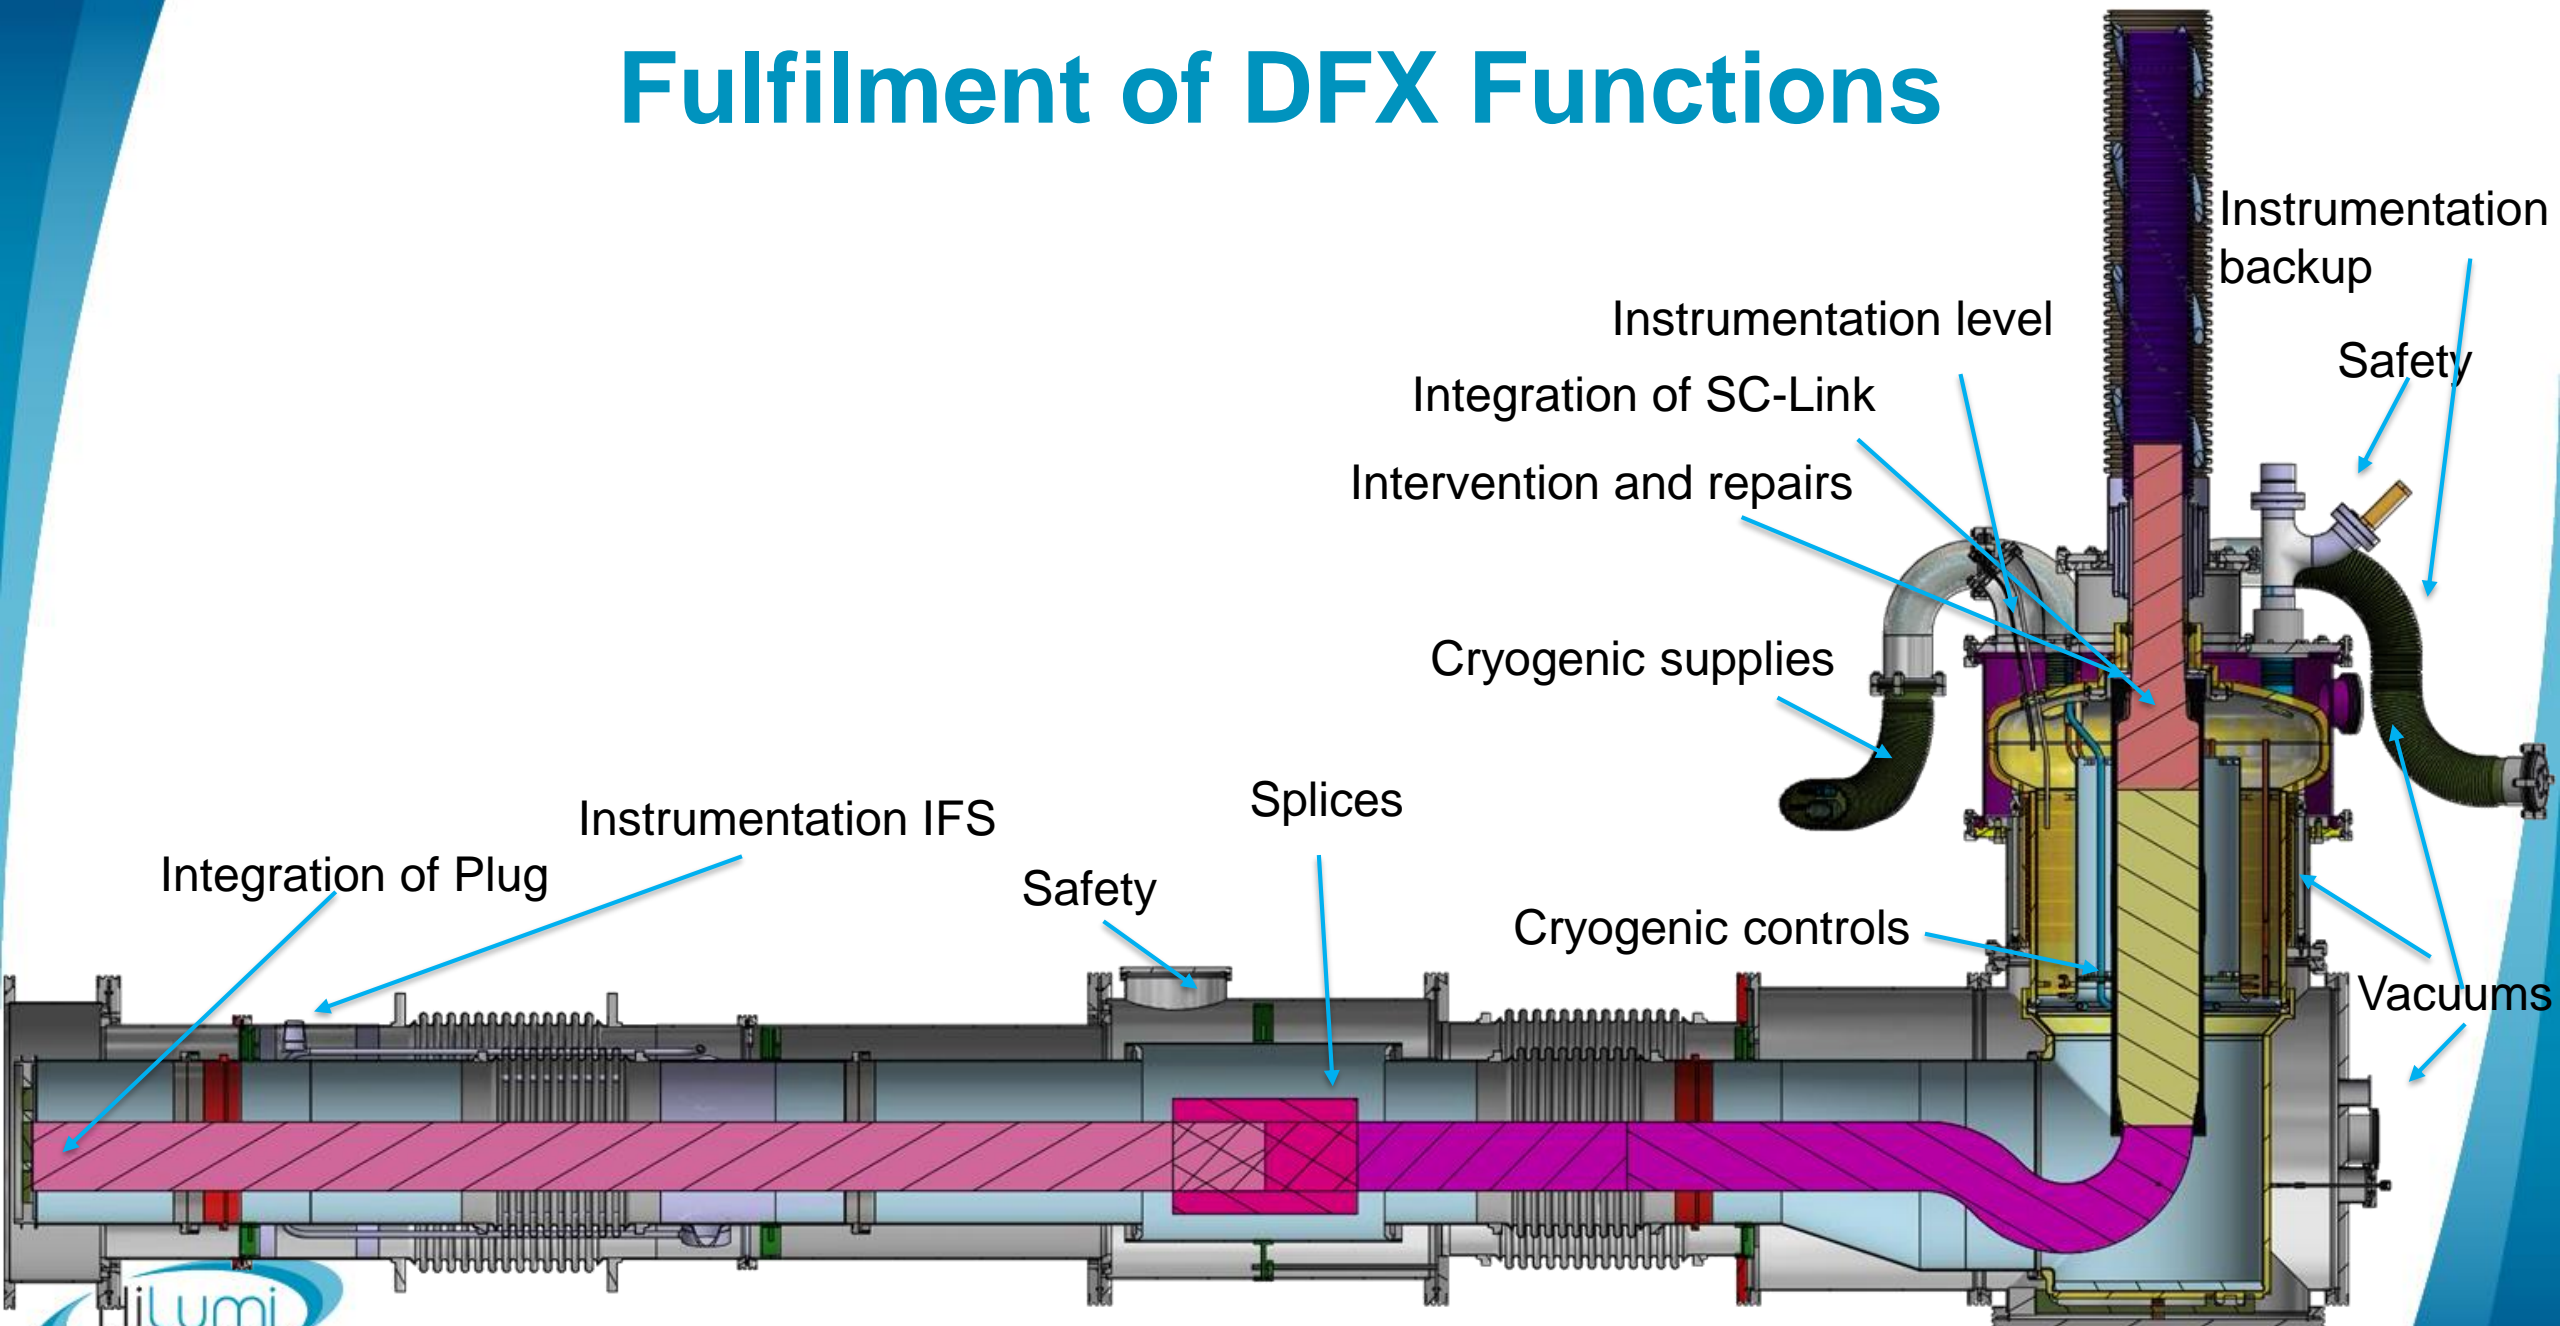 Fulfilment of DFX Functions
Instrumentation
backup
Instrumentation level
Safety
Integration of SC-Link
Intervention and repairs
Cryogenic supplies
Splices
Instrumentation IFS
Integration of Plug
Safety
Cryogenic controls
Vacuums
HiLumi